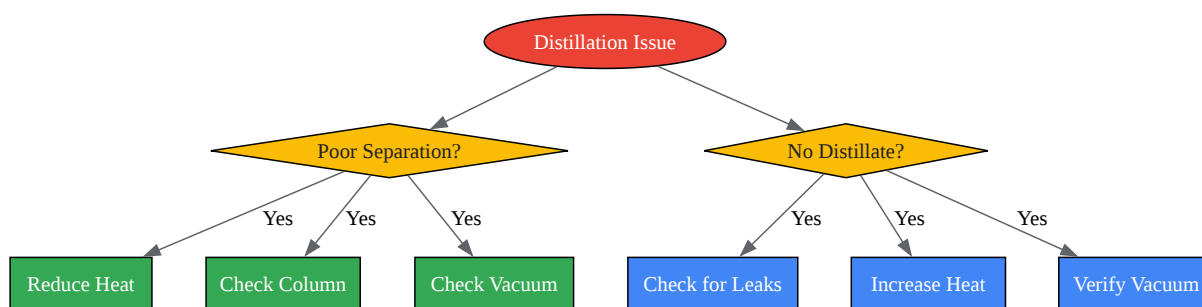 Distillation Issue
Poor Separation?
No Distillate?
Yes
Yes
Yes
Yes
Yes
Yes
Reduce Heat
Check Column
Check Vacuum
Check for Leaks
Increase Heat
Verify Vacuum